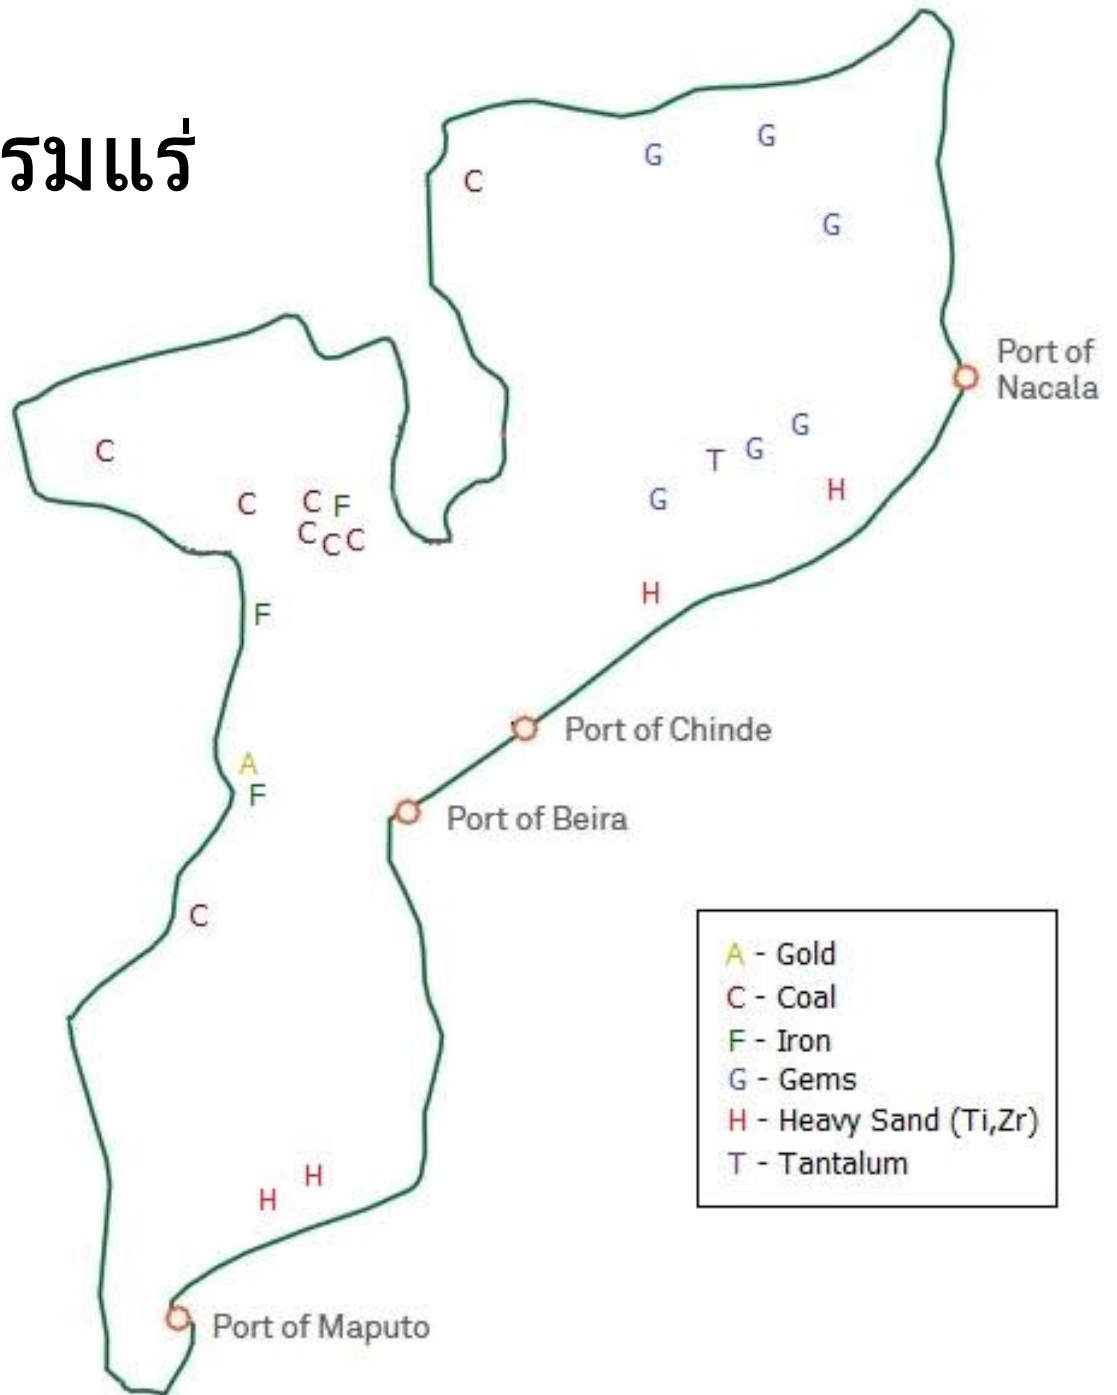 รมแร่
G
G
C
G
Port of
Nacala
G
C
T
G
H
G
C
C
F
C
C
C
H
F
Port of Chinde
A
F
Port of Beira
C
A - Gold
C - Coal
F - Iron
G - Gems
H - Heavy Sand (Ti,Zr)
T - Tantalum
H
H
Port of Maputo